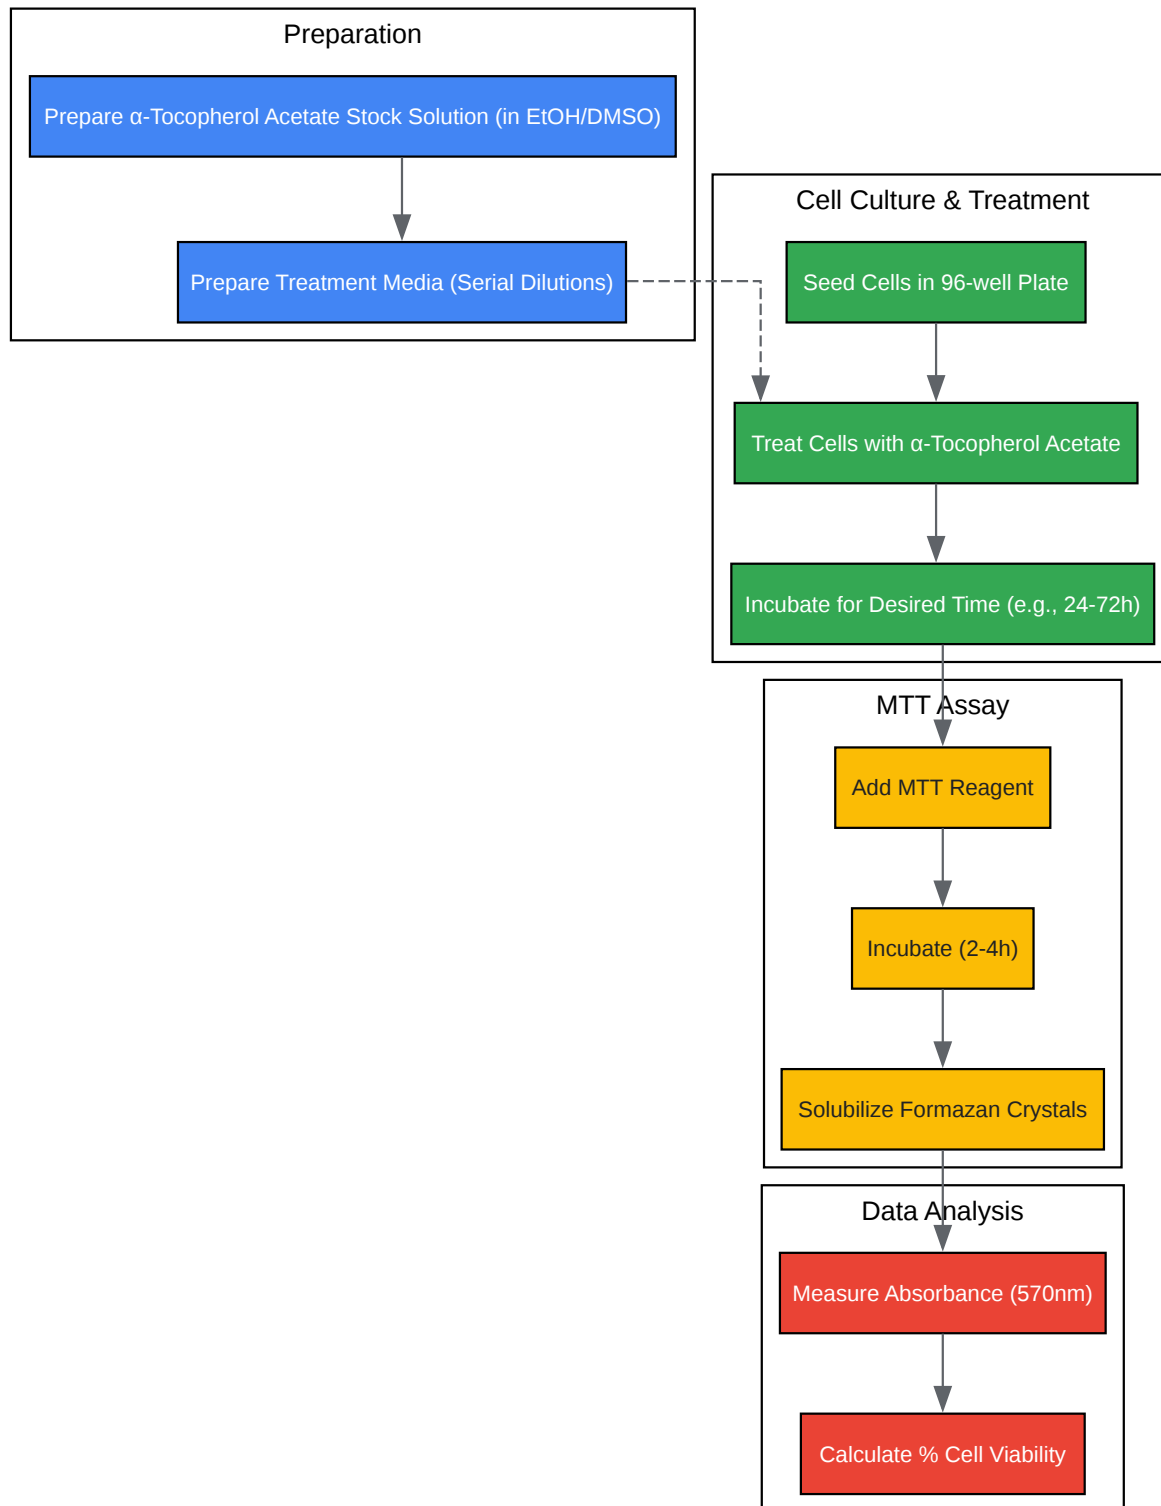 Preparation
Prepare α-Tocopherol Acetate Stock Solution (in EtOH/DMSO)
Prepare Treatment Media (Serial Dilutions)
Cell Culture & Treatment
Seed Cells in 96-well Plate
Treat Cells with α-Tocopherol Acetate
Incubate for Desired Time (e.g., 24-72h)
MTT Assay
Add MTT Reagent
Incubate (2-4h)
Solubilize Formazan Crystals
Data Analysis
Measure Absorbance (570nm)
Calculate % Cell Viability